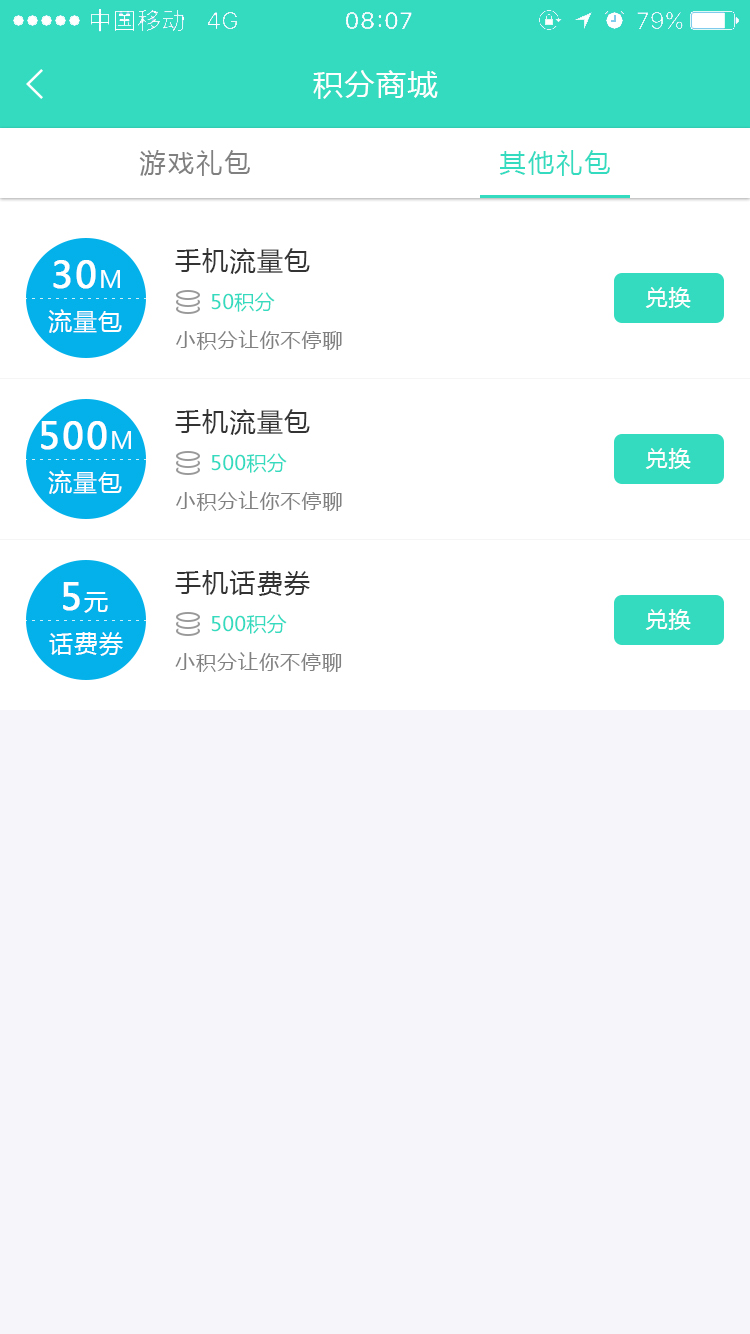 中国移动 4G 08:07 79%
积分商城
游戏礼包 其他礼包
30M
流量包
手机流量包
50积分
小积分让你不停聊
兑换
500M
流量包
手机流量包
500积分
小积分让你不停聊
兑换
5元
话费券
手机话费券
500积分
小积分让你不停聊
兑换